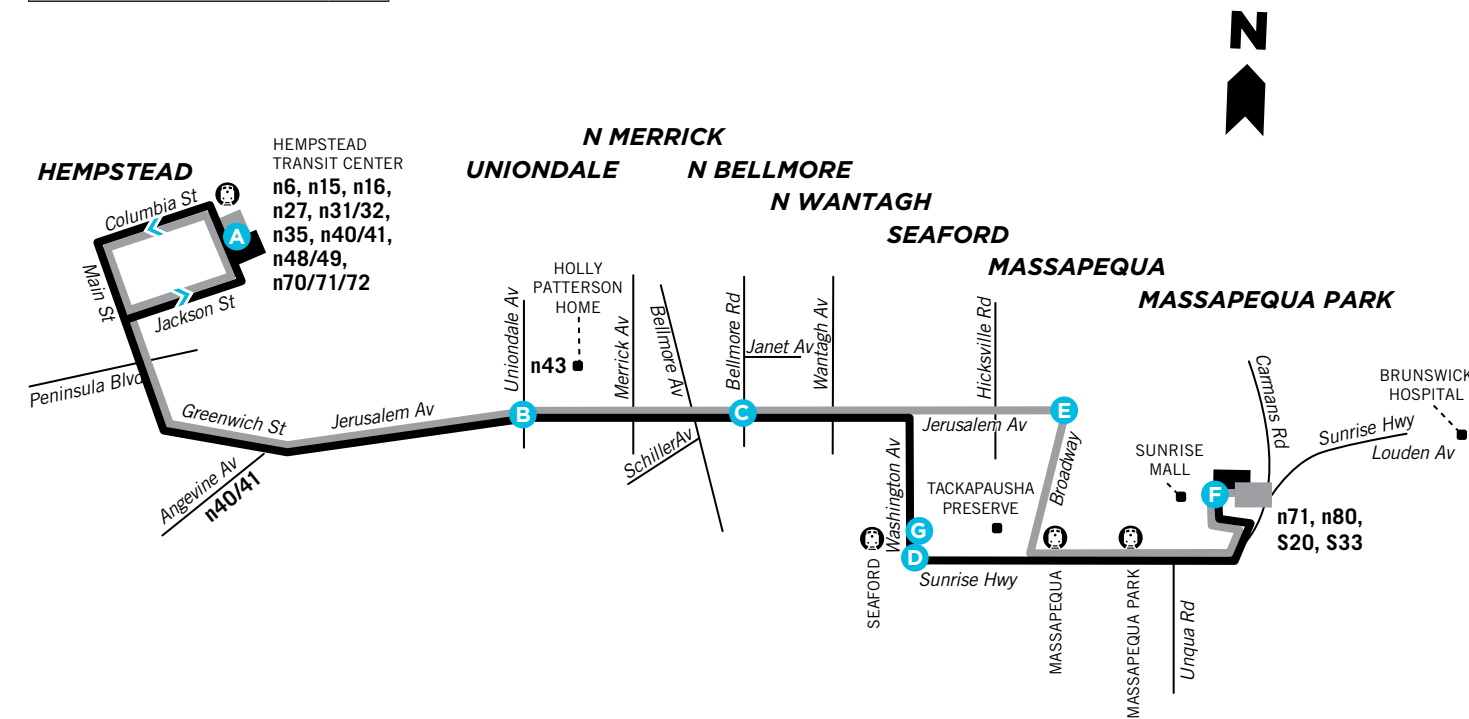 N
N MERRICK
HEMPSTEAD
UNIONDALE
N BELLMORE
N WANTAGH
SEAFORD
MASSAPEQUA
MASSAPEQUA PARK
HEMPSTEAD
TRANSIT CENTER
n6, n15, n16,
n27, n31/32,
n35, n40/41,
n48/49,
n70/71/72
Columbia St
A
Main St
Jackson St
Peninsula Blvd
Greenwich St
Jerusalem Av
Angevine Av
n40/41
Uniondale Av
HOLLY
PATTERSON
HOME
n43
B
Merrick Av
Bellmore Av
SchillerAv
Bellmore Rd
Janet Av
C
Wantagh Av
Hicksville Rd
Jerusalem Av
E
Broadway
Washington Av
TACKAPAUSHA
PRESERVE
G
D
SEAFORD
Sunrise Hwy
MASSAPEQUA
MASSAPEQUA PARK
Unqua Rd
SUNRISE
MALL
F
Carmans Rd
n71, n80,
S20, S33
Sunrise Hwy
Louden Av
BRUNSWICK
HOSPITAL